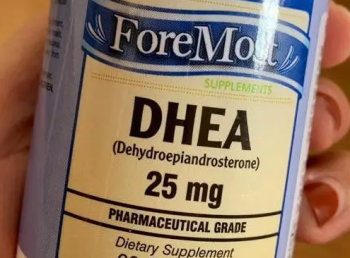 ForeMost
SUPPLEMENTS
DHEA
(Dehydroepiandrosterone)
25 mg
PHARMACEUTICAL GRADE
Dietary Supplement